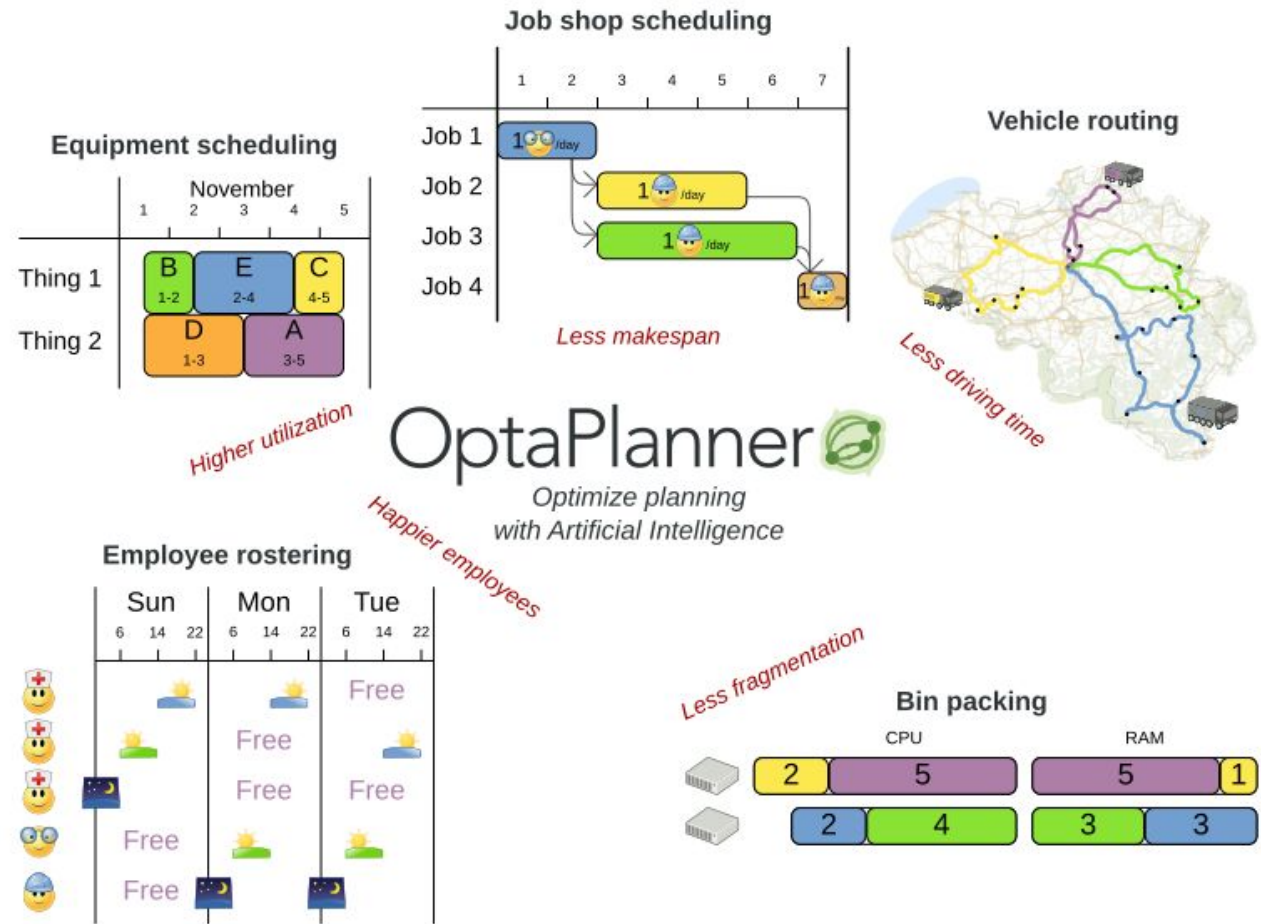 Job shop scheduling
1 2 3 4 5 6 7
Job 1
1 /day
Job 2
1 /day
Job 3
1 /day
Job 4
1
Less makespan
Equipment scheduling
November
1 2 3 4 5
Thing 1
B E C
1-2 2-4 4-5
Thing 2
D A
1-3 3-5
Higher utilization
Vehicle routing
Less driving time
OptaPlanner
Optimize planning
with Artificial Intelligence
Happier employees
Employee rostering
Sun Mon Tue
6 14 22 6 14 22 6 14 22
Free
Free
Free Free
Free
Free
Less fragmentation
Bin packing
CPU RAM
2 5 5 1
2 4 3 3